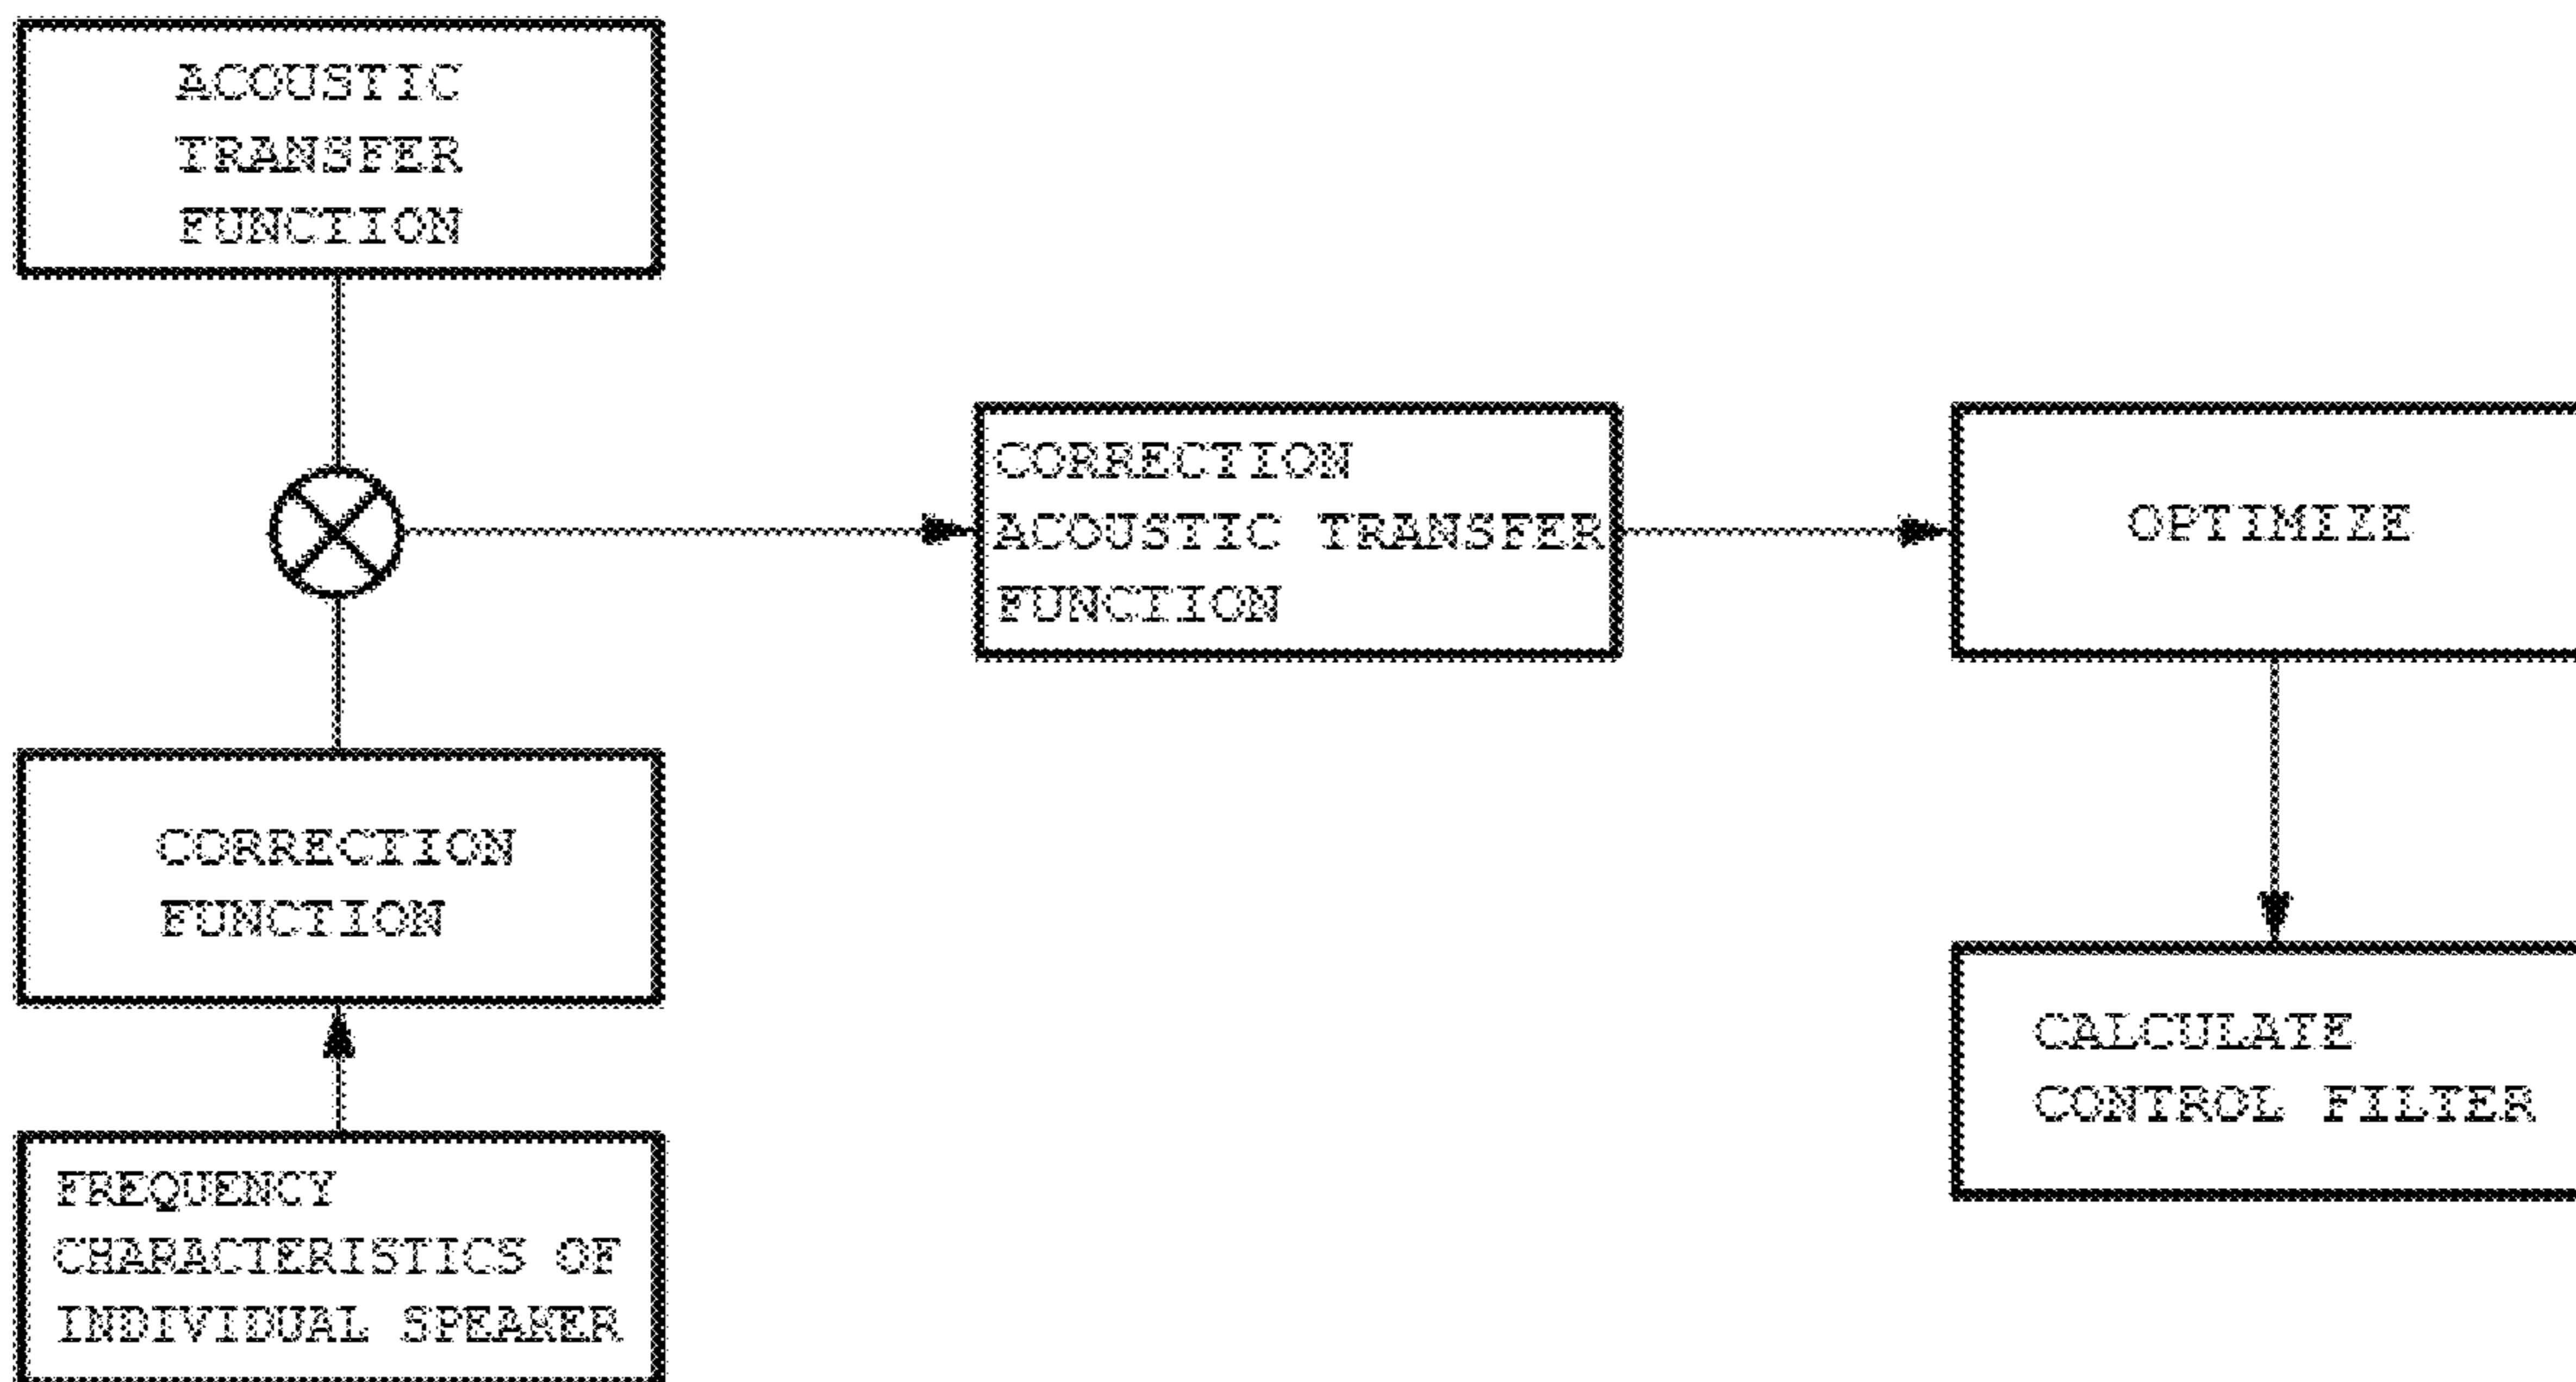 ACOUSTIC
TRANSFER
FUNCTION
CORRECTION
ACOUSTIC TRANSFER
FUNCTION
OPTIMIZE
CORRECTION
FUNCTION
CALCULATE
CONTROL FILTER
FREQUENCY
CHARACTERISTICS OF
INDIVIDUAL SPEAKER